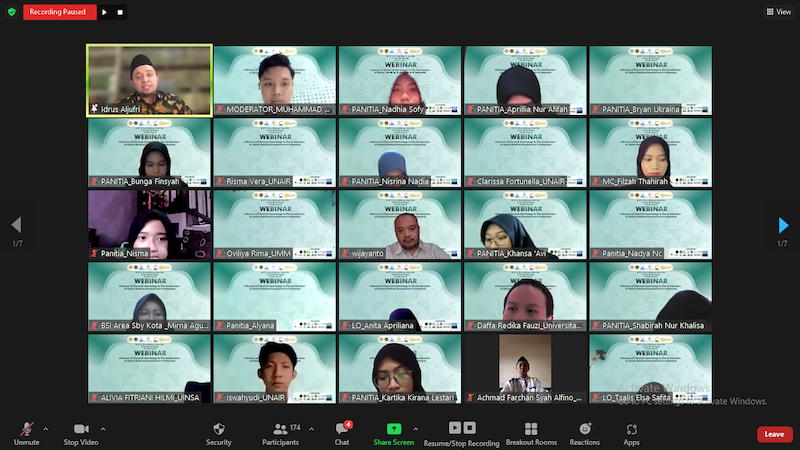 Recording Paused
View
Idrus Aljufri
MODERATOR_MUHAMMAD ...
PANITIA_Nadhia Sofy
PANITIA_Aprillia Nur Afifah
PANITIA_Bryan Ukraina
WEBINAR
PANITIA_Bunga Finsyah
Risma Vera_UNAIR
PANITIA_Nisrina Nadia
Clarissa Fortunella_UNAIR
MC_Filzah Thahirah
1/7
Panitia_Nisma
Oviliya Rima_UMM
wijayanto
PANITIA_Khansa 'Avi
Panitia_Nadya Nc
1/7
BSI Area Sby Kota _Mirna Agu...
Panitia_Alyana
LO_Anita Apriliana
Daffa Redika Fauzi_Universita...
PANITIA_Shabirah Nur Khalisa
ALIVIA FITRIANI HILMI_UINSA
Iswahyudi_UNAIR
PANITIA_Kartika Kirana Lestari
Achmad Farchan Syah Alfino_...
LO_Tsalis Elsa Safita
Activate Windows
Go to PC settings to activate Windows.
Unmute
Stop Video
Security
Participants
174
Chat
4
Share Screen
Resume/Stop Recording
Breakout Rooms
Reactions
Apps
Leave